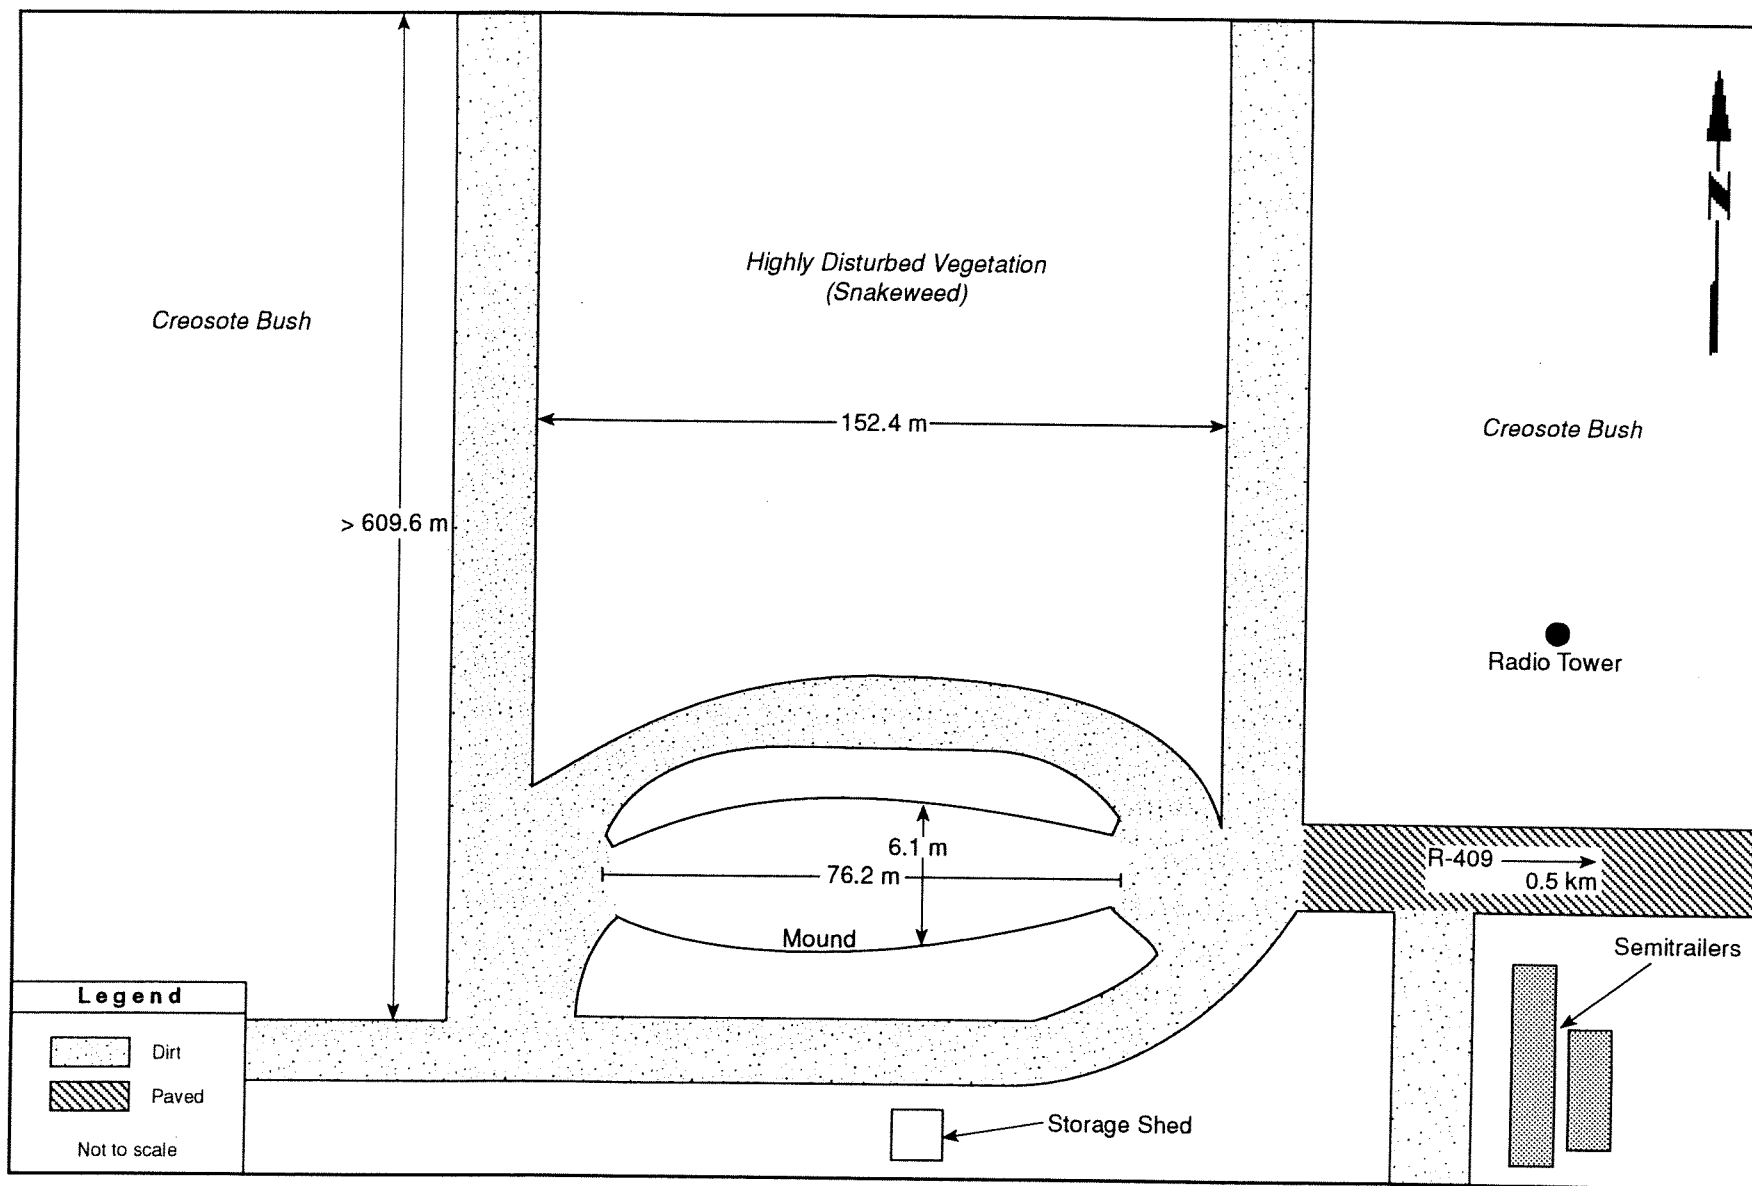 N
Highly Disturbed Vegetation
(Snakeweed)
Creosote Bush
152.4 m
Creosote Bush
> 609.6 m
Radio Tower
6.1 m
76.2 m
R-409
0.5 km
Mound
Semitrailers
Legend
Dirt
Paved
Not to scale
Storage Shed